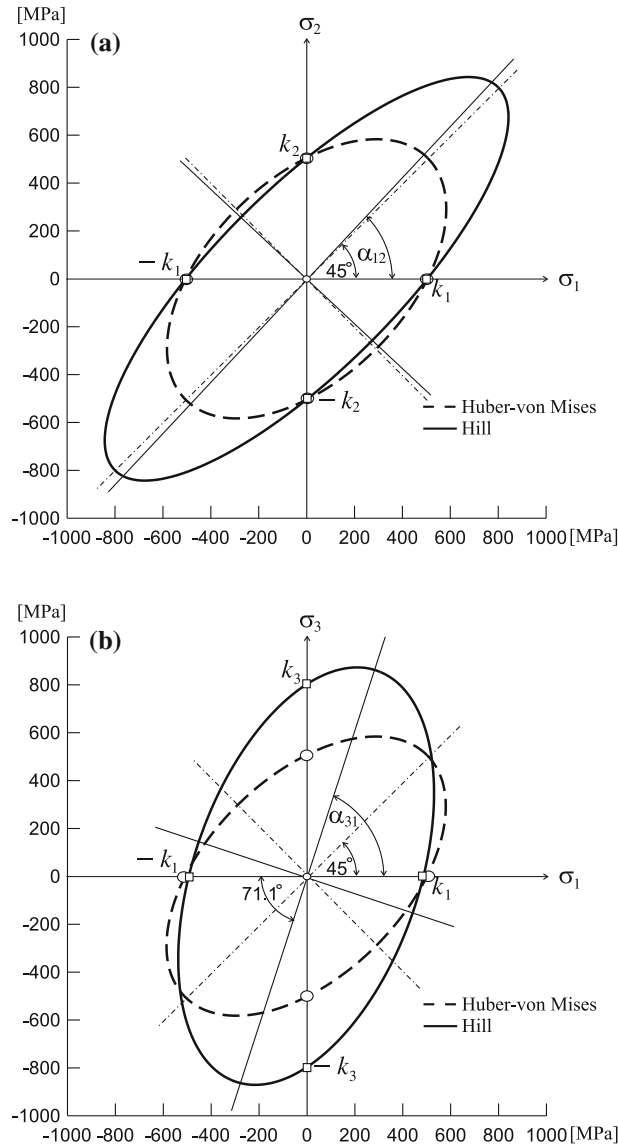 [MPa]
(a)
σ2
1000
800
600
400
200
0
-200
-400
-600
-800
-1000
k2
− k1
45°
α12
k1
σ1
− k2
Huber-von Mises
Hill
-1000 -800 -600 -400 -200 0 200 400 600 800 1000 [MPa]
[MPa]
(b)
σ3
1000
800
600
400
200
0
-200
-400
-600
-800
-1000
k3
α31
− k1
45°
71.1°
k1
σ1
Huber-von Mises
Hill
− k3
-1000 -800 -600 -400 -200 0 200 400 600 800 1000 [MPa]